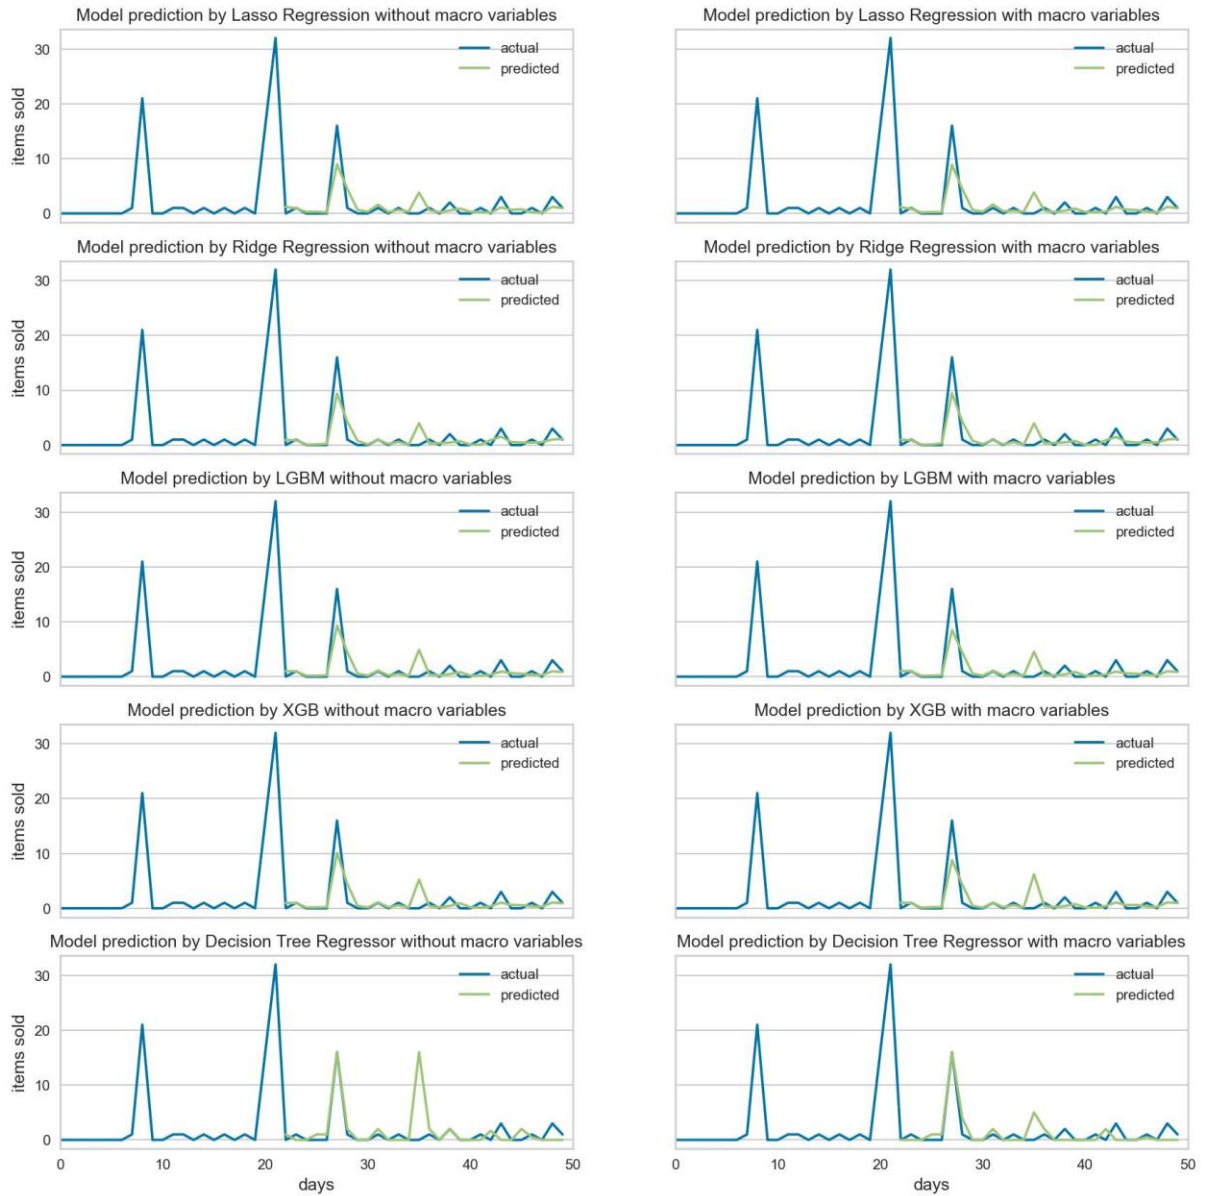 Model prediction by Lasso Regression without macro variables
Model prediction by Lasso Regression with macro variables
30
20
10
0
items sold
actual
predicted
actual
predicted
Model prediction by Ridge Regression without macro variables
Model prediction by Ridge Regression with macro variables
30
20
10
0
items sold
actual
predicted
actual
predicted
Model prediction by LGBM without macro variables
Model prediction by LGBM with macro variables
30
20
10
0
items sold
actual
predicted
actual
predicted
Model prediction by XGB without macro variables
Model prediction by XGB with macro variables
30
20
10
0
items sold
actual
predicted
actual
predicted
Model prediction by Decision Tree Regressor without macro variables
Model prediction by Decision Tree Regressor with macro variables
30
20
10
0
items sold
actual
predicted
actual
predicted
0 10 20 30 40 50
days
0 10 20 30 40 50
days